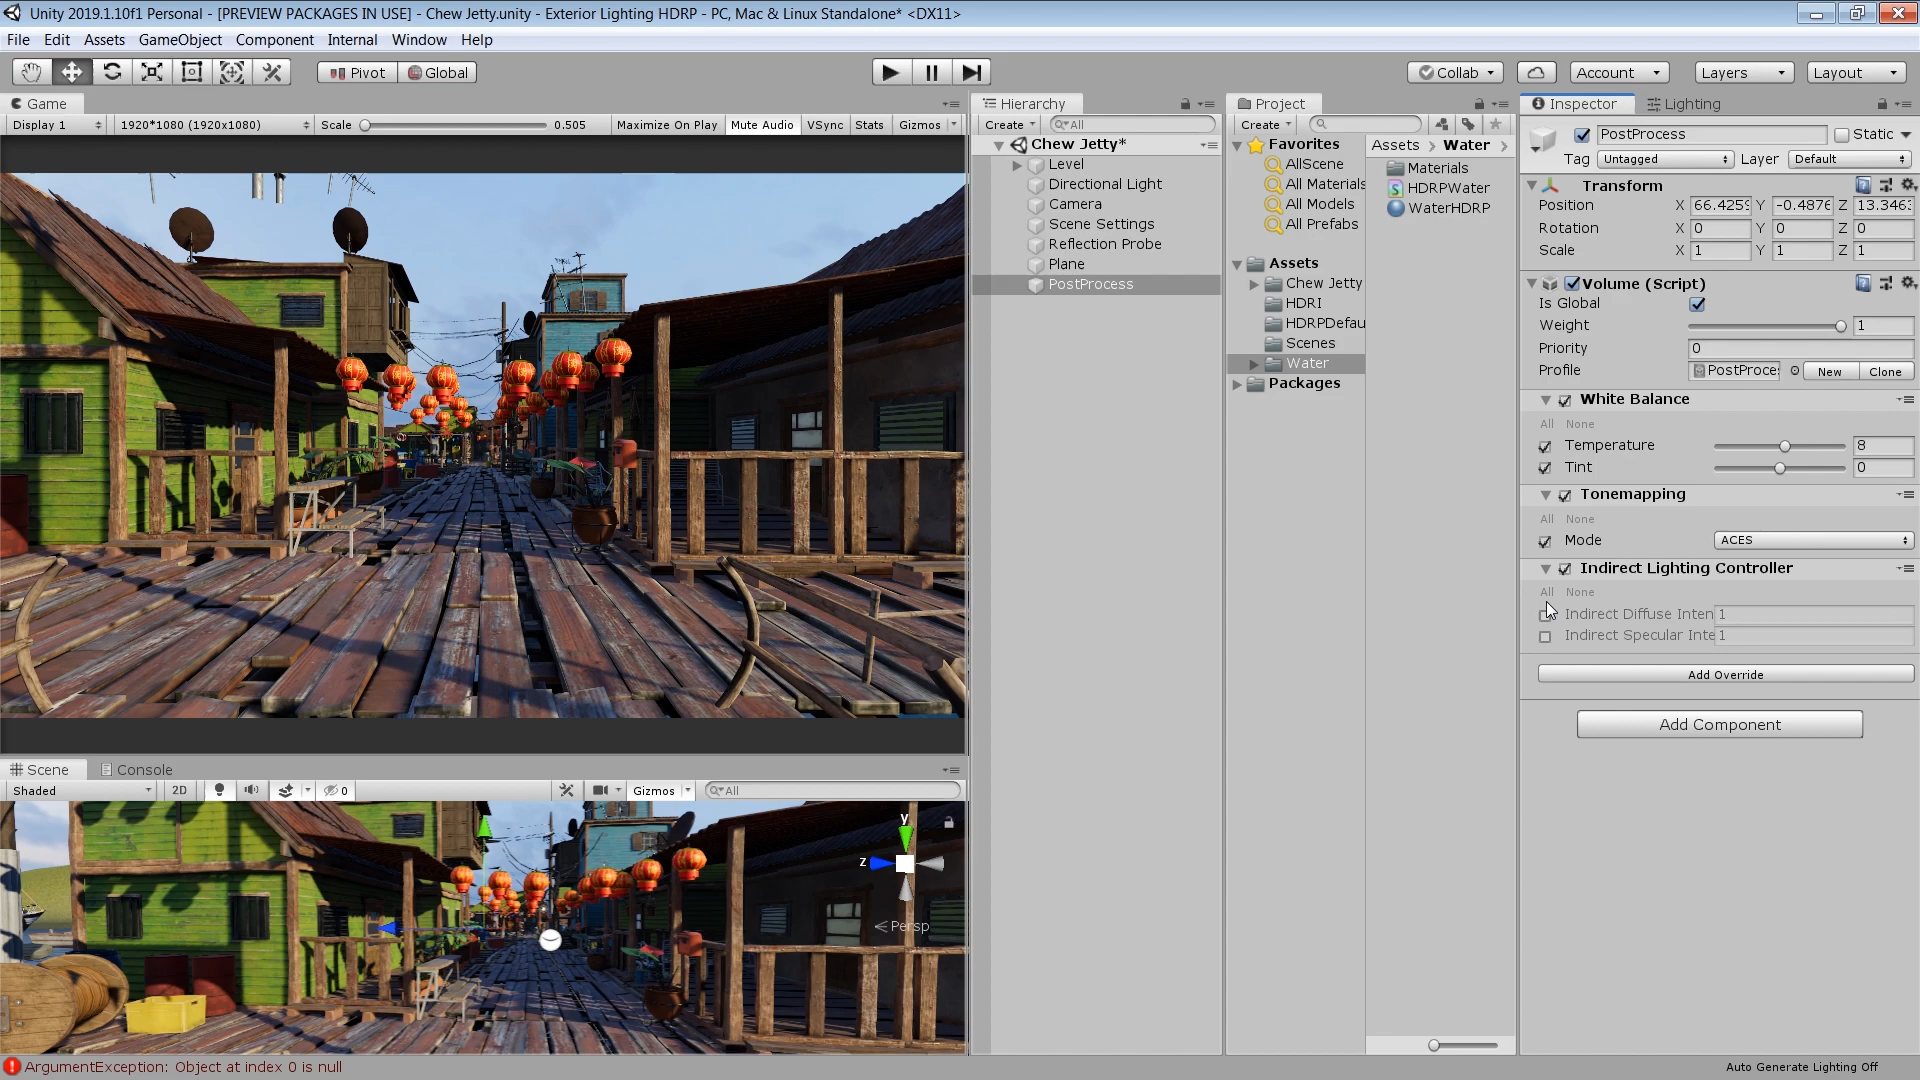 Unity 2019.1.10f1 Personal - [PREVIEW PACKAGES IN USE] - Chew Jetty.unity - Exterior Lighting HDRP - PC, Mac & Linux Standalone* <DX11>
File Edit Assets GameObject Component Internal Window Help
Pivot Global Collab Account Layers Layout
Game
Display 1 1920*1080 (1920x1080) Scale 0.505 Maximize On Play Mute Audio VSync Stats Gizmos
Scene Console
Shaded 2D 0 Gizmos All
y
z
Persp
Hierarchy
Create All
Chew Jetty*
Level
Directional Light
Camera
Scene Settings
Reflection Probe
Plane
PostProcess
Project
Create
Favorites
AllScene
All Materials
All Models
All Prefabs
Assets
Chew Jetty
HDRI
HDRPDefau
Scenes
Water
Packages
Assets Water
Materials
HDRPWater
WaterHDRP
Inspector Lighting
PostProcess Static
Tag Untagged Layer Default
Transform
Position X 66.4259 Y -0.4876 Z 13.3463
Rotation X 0 Y 0 Z 0
Scale X 1 Y 1 Z 1
Volume (Script)
Is Global
Weight 1
Priority 0
Profile PostProce: New Clone
White Balance
All None
Temperature 8
Tint 0
Tonemapping
All None
Mode ACES
Indirect Lighting Controller
All None
Indirect Diffuse Inten 1
Indirect Specular Inte 1
Add Override
Add Component
ArgumentException: Object at index 0 is null
Auto Generate Lighting Off